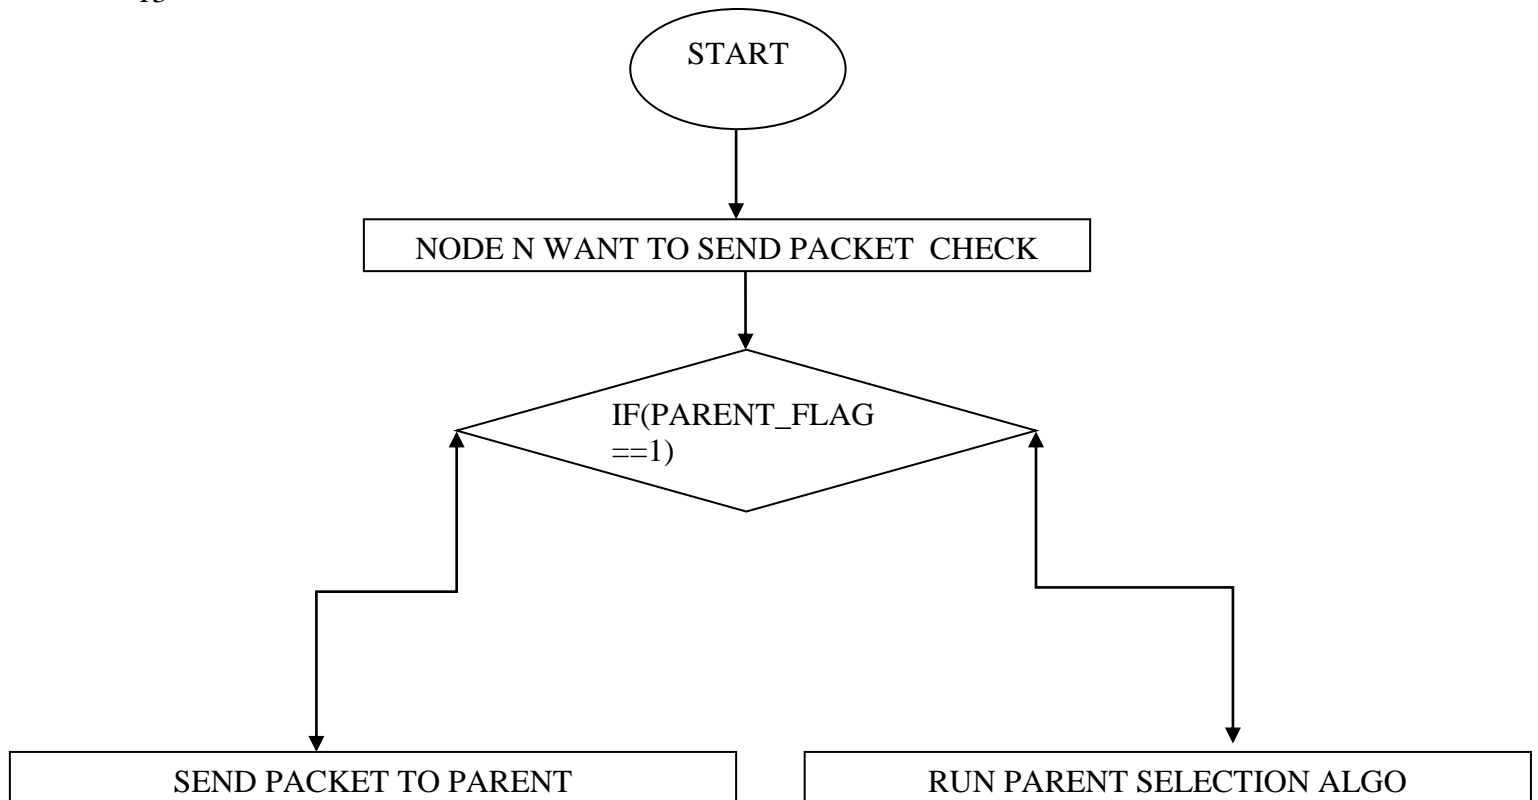 START
NODE N WANT TO SEND PACKET CHECK
IF(PARENT_FLAG
==1)
SEND PACKET TO PARENT
RUN PARENT SELECTION ALGO